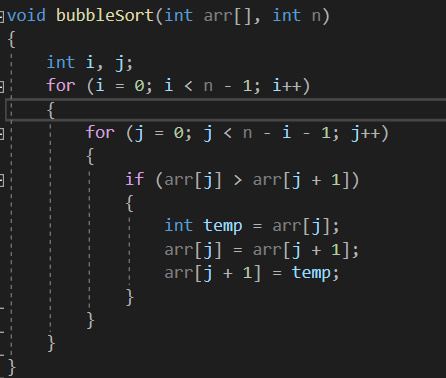 void bubbleSort(int arr[], int n)
{
    int i, j;
    for (i = 0; i < n - 1; i++)
    {
        for (j = 0; j < n - i - 1; j++)
        {
            if (arr[j] > arr[j + 1])
            {
                int temp = arr[j];
                arr[j] = arr[j + 1];
                arr[j + 1] = temp;
            }
        }
    }
}